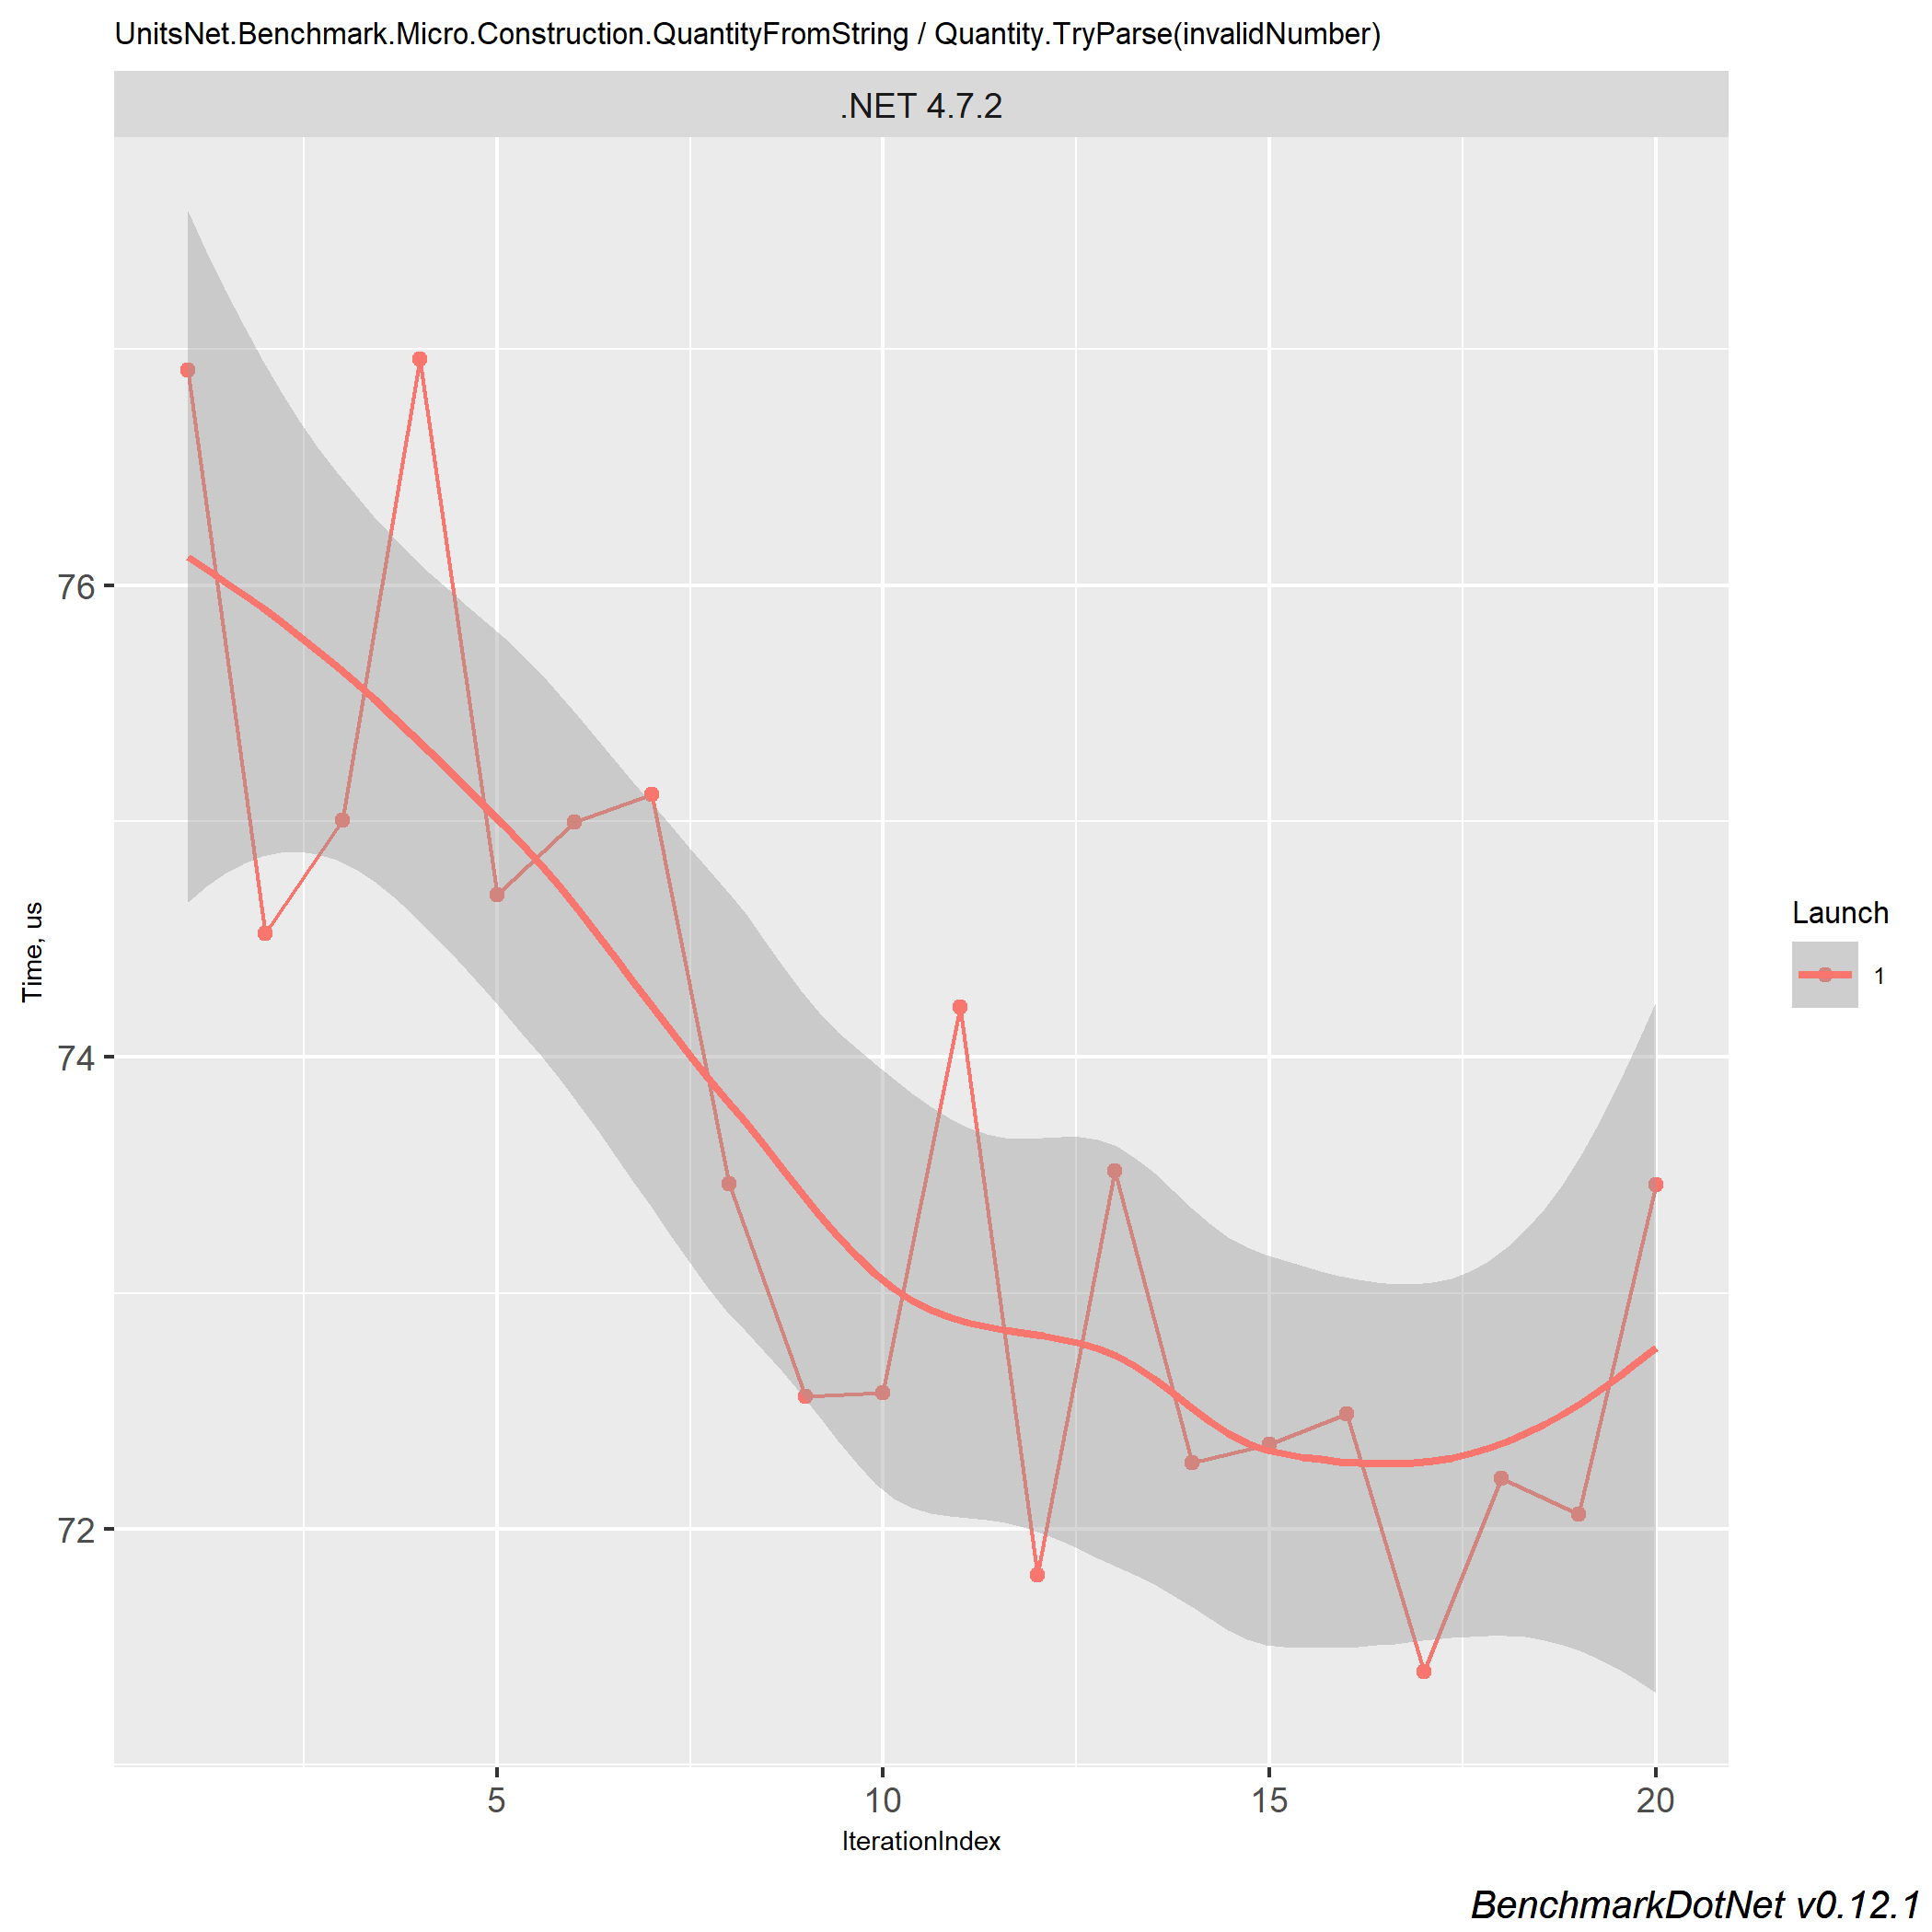 UnitsNet.Benchmark.Micro.Construction.QuantityFromString / Quantity.TryParse(invalidNumber)
.NET 4.7.2
76
74
72
Time, us
5 10 15 20
IterationIndex
Launch
1
BenchmarkDotNet v0.12.1